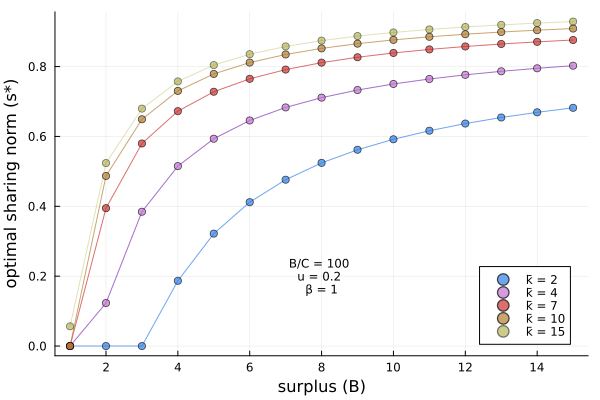 optimal sharing norm (s*)
0.8
0.6
0.4
0.2
0.0
B/C = 100
u = 0.2
β = 1
k̄ = 2
k̄ = 4
k̄ = 7
k̄ = 10
k̄ = 15
2 4 6 8 10 12 14
surplus (B)